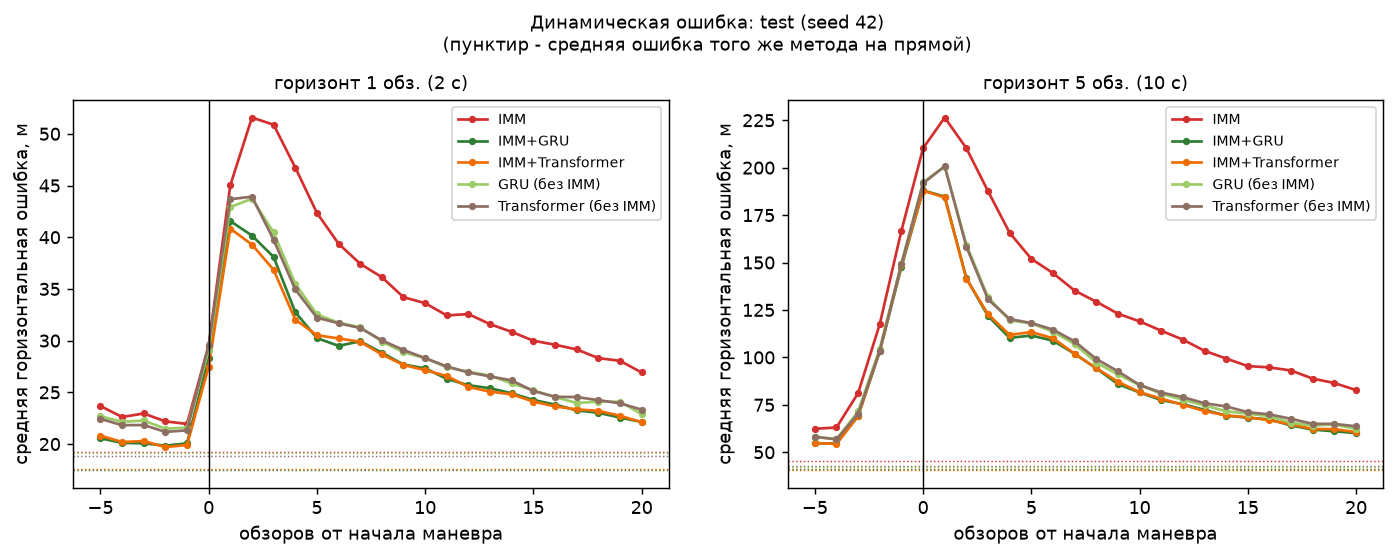 Динамическая ошибка: test (seed 42)
(пунктир - средняя ошибка того же метода на прямой)
горизонт 1 обз. (2 с)
средняя горизонтальная ошибка, м
50
45
40
35
30
25
20
IMM
IMM+GRU
IMM+Transformer
GRU (без IMM)
Transformer (без IMM)
−5
0
5
10
15
20
обзоров от начала маневра
горизонт 5 обз. (10 с)
средняя горизонтальная ошибка, м
225
200
175
150
125
100
75
50
IMM
IMM+GRU
IMM+Transformer
GRU (без IMM)
Transformer (без IMM)
−5
0
5
10
15
20
обзоров от начала маневра